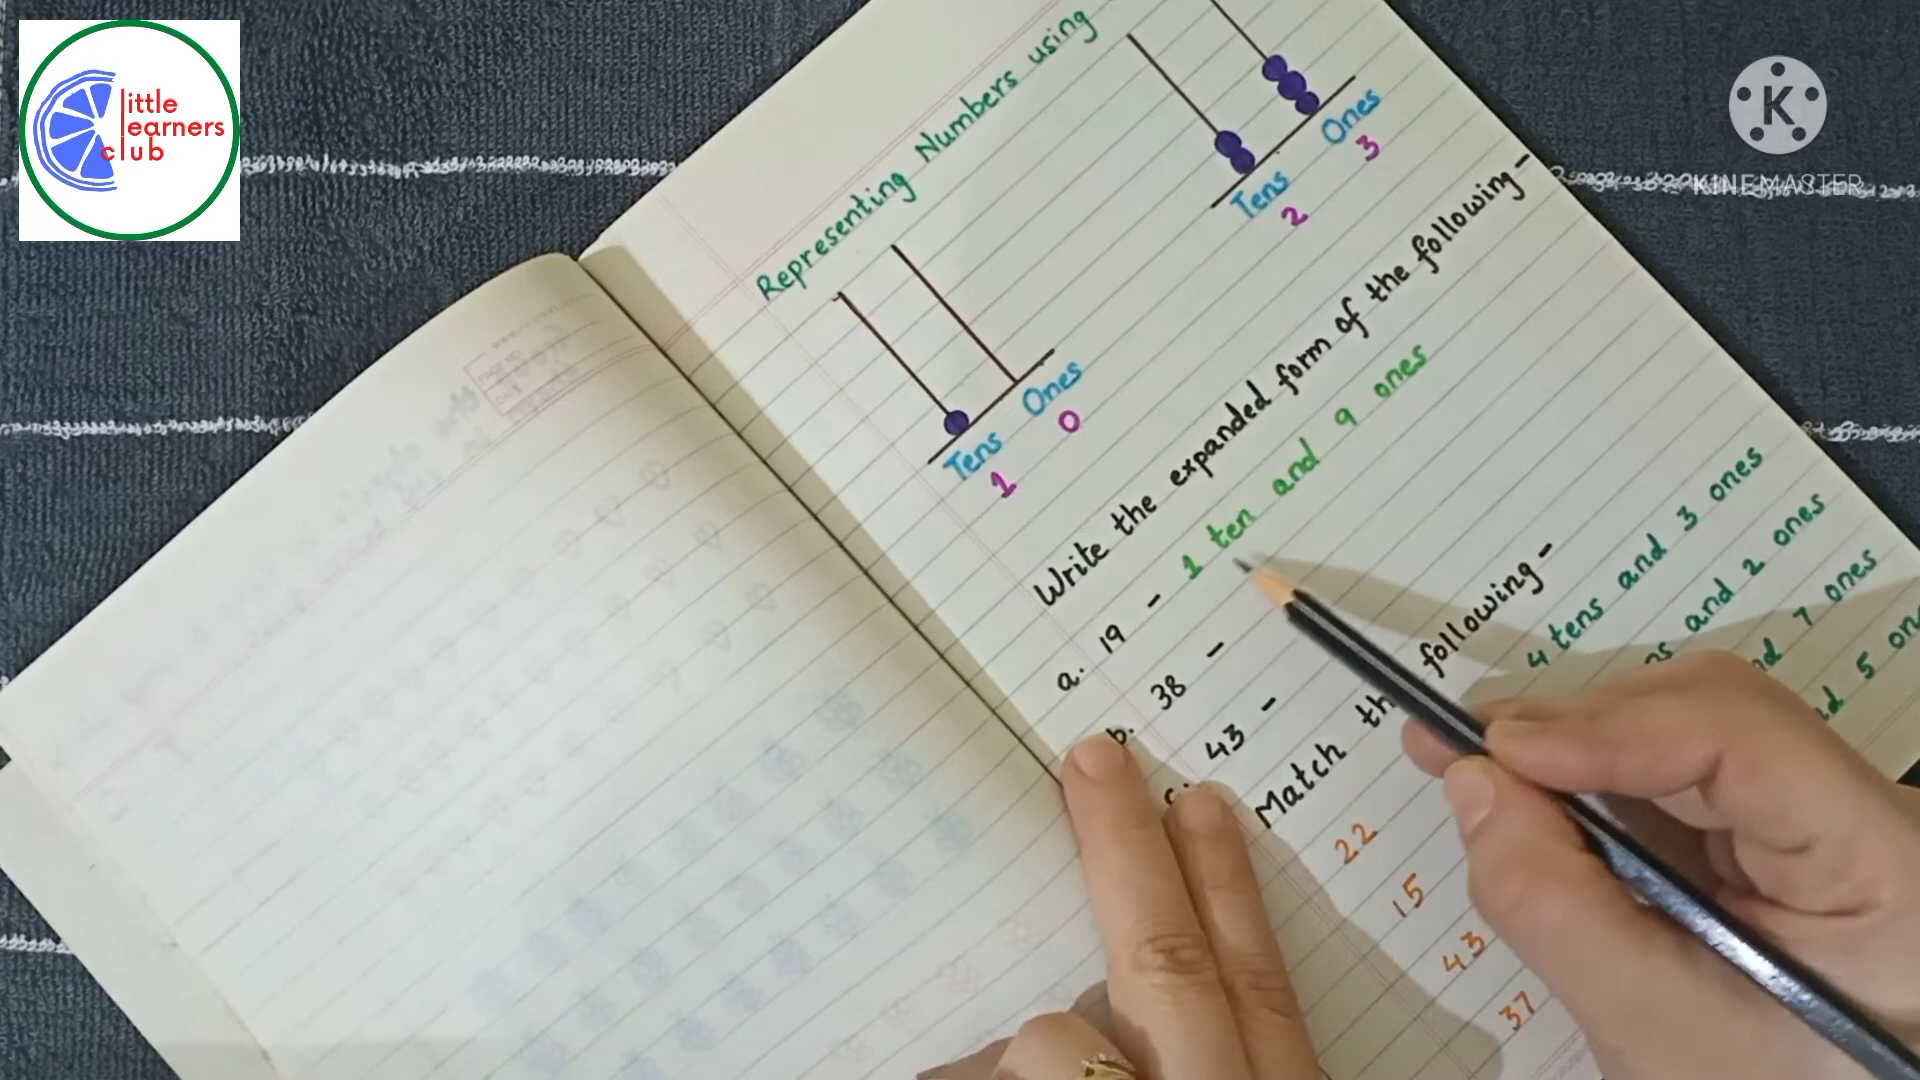 little
learners
club
KINEMASTER
Representing Numbers using
Tens Ones
1 0
Tens Ones
2 3
Write the expanded form of the following -
a. 19 - 1 ten and 9 ones
b. 38 -
c. 43 -
Match the following -
22 4 tens and 3 ones
15 and 2 ones
43 7 ones
37 5